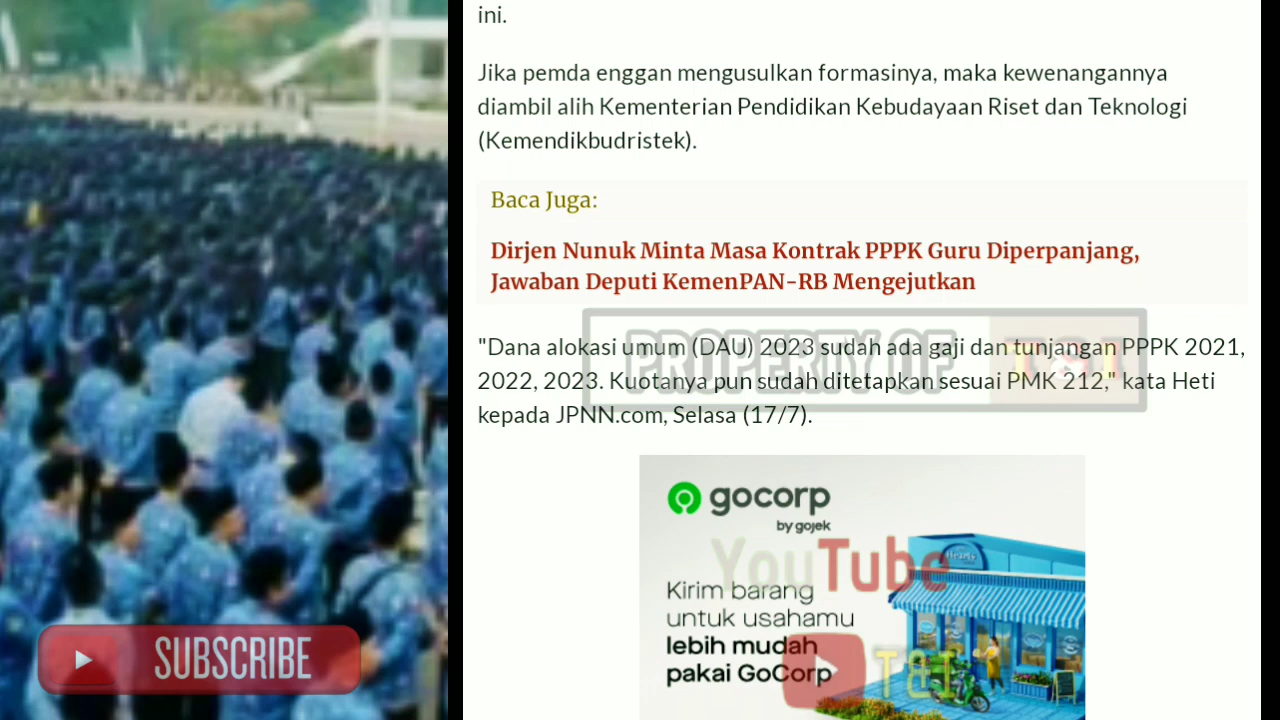 ini.
Jika pemda enggan mengusulkan formasinya, maka kewenangannya
diambil alih Kementerian Pendidikan Kebudayaan Riset dan Teknologi
(Kemendikbudristek).
Baca Juga:
Dirjen Nunuk Minta Masa Kontrak PPPK Guru Diperpanjang,
Jawaban Deputi KemenPAN-RB Mengejutkan
PROPERTY OF T&T
"Dana alokasi umum (DAU) 2023 sudah ada gaji dan tunjangan PPPK 2021,
2022, 2023. Kuotanya pun sudah ditetapkan sesuai PMK 212," kata Heti
kepada JPNN.com, Selasa (17/7).
gocorp
by gojek
YouTube
Kirim barang
untuk usahamu
lebih mudah
pakai GoCorp
T&T
SUBSCRIBE